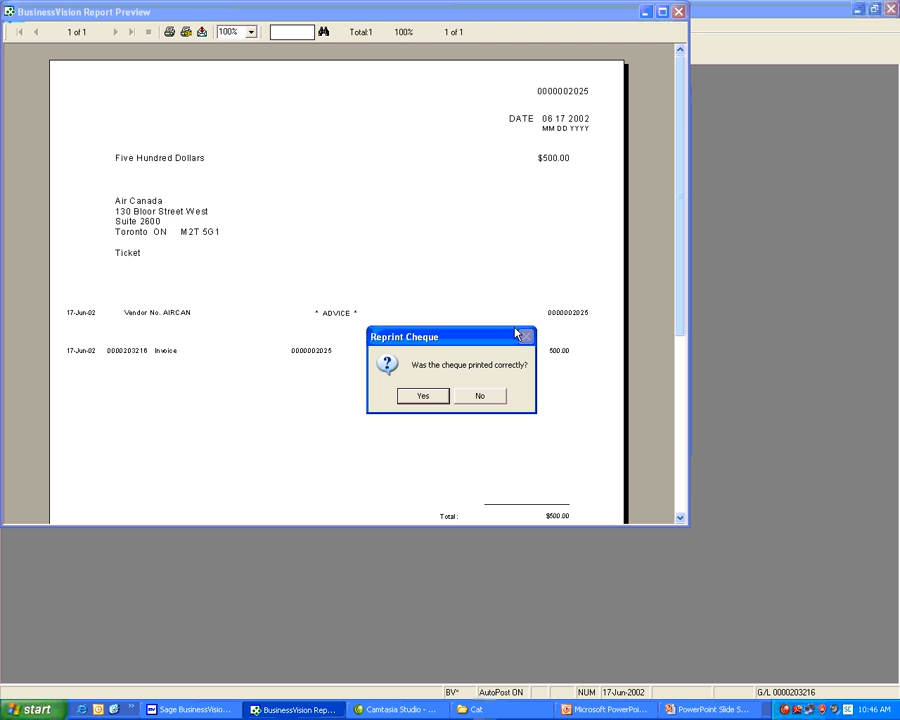 BusinessVision Report Preview
1 of 1 100% Total:1 100% 1 of 1
0000002025
DATE 06 17 2002
MM DD YYYY
Five Hundred Dollars $500.00
Air Canada
130 Bloor Street West
Suite 2600
Toronto ON M2T 5G1
Ticket
17-Jun-02 Vendor No. AIRCAN * ADVICE * 0000002025
17-Jun-02 0000203216 Invoice 0000002025 500.00
Reprint Cheque
Was the cheque printed correctly?
Yes No
Total: $500.00
BV* AutoPost ON NUM 17-Jun-2002 G/L 0000203216
start Sage BusinessVisio... BusinessVision Rep... Camtasia Studio - ... Cat Microsoft PowerPoi... PowerPoint Slide S... SE 10:46 AM